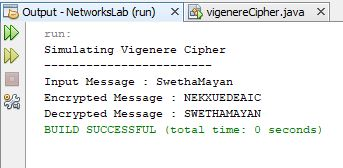 Output - NetworksLab (run)
vigenereCipher.java
run:
Simulating Vigenere Cipher
------------------------
Input Message : SwethaMayan
Encrypted Message : NEKXUEDEAIC
Decrypted Message : SWETHAMAYAN
BUILD SUCCESSFUL (total time: 0 seconds)